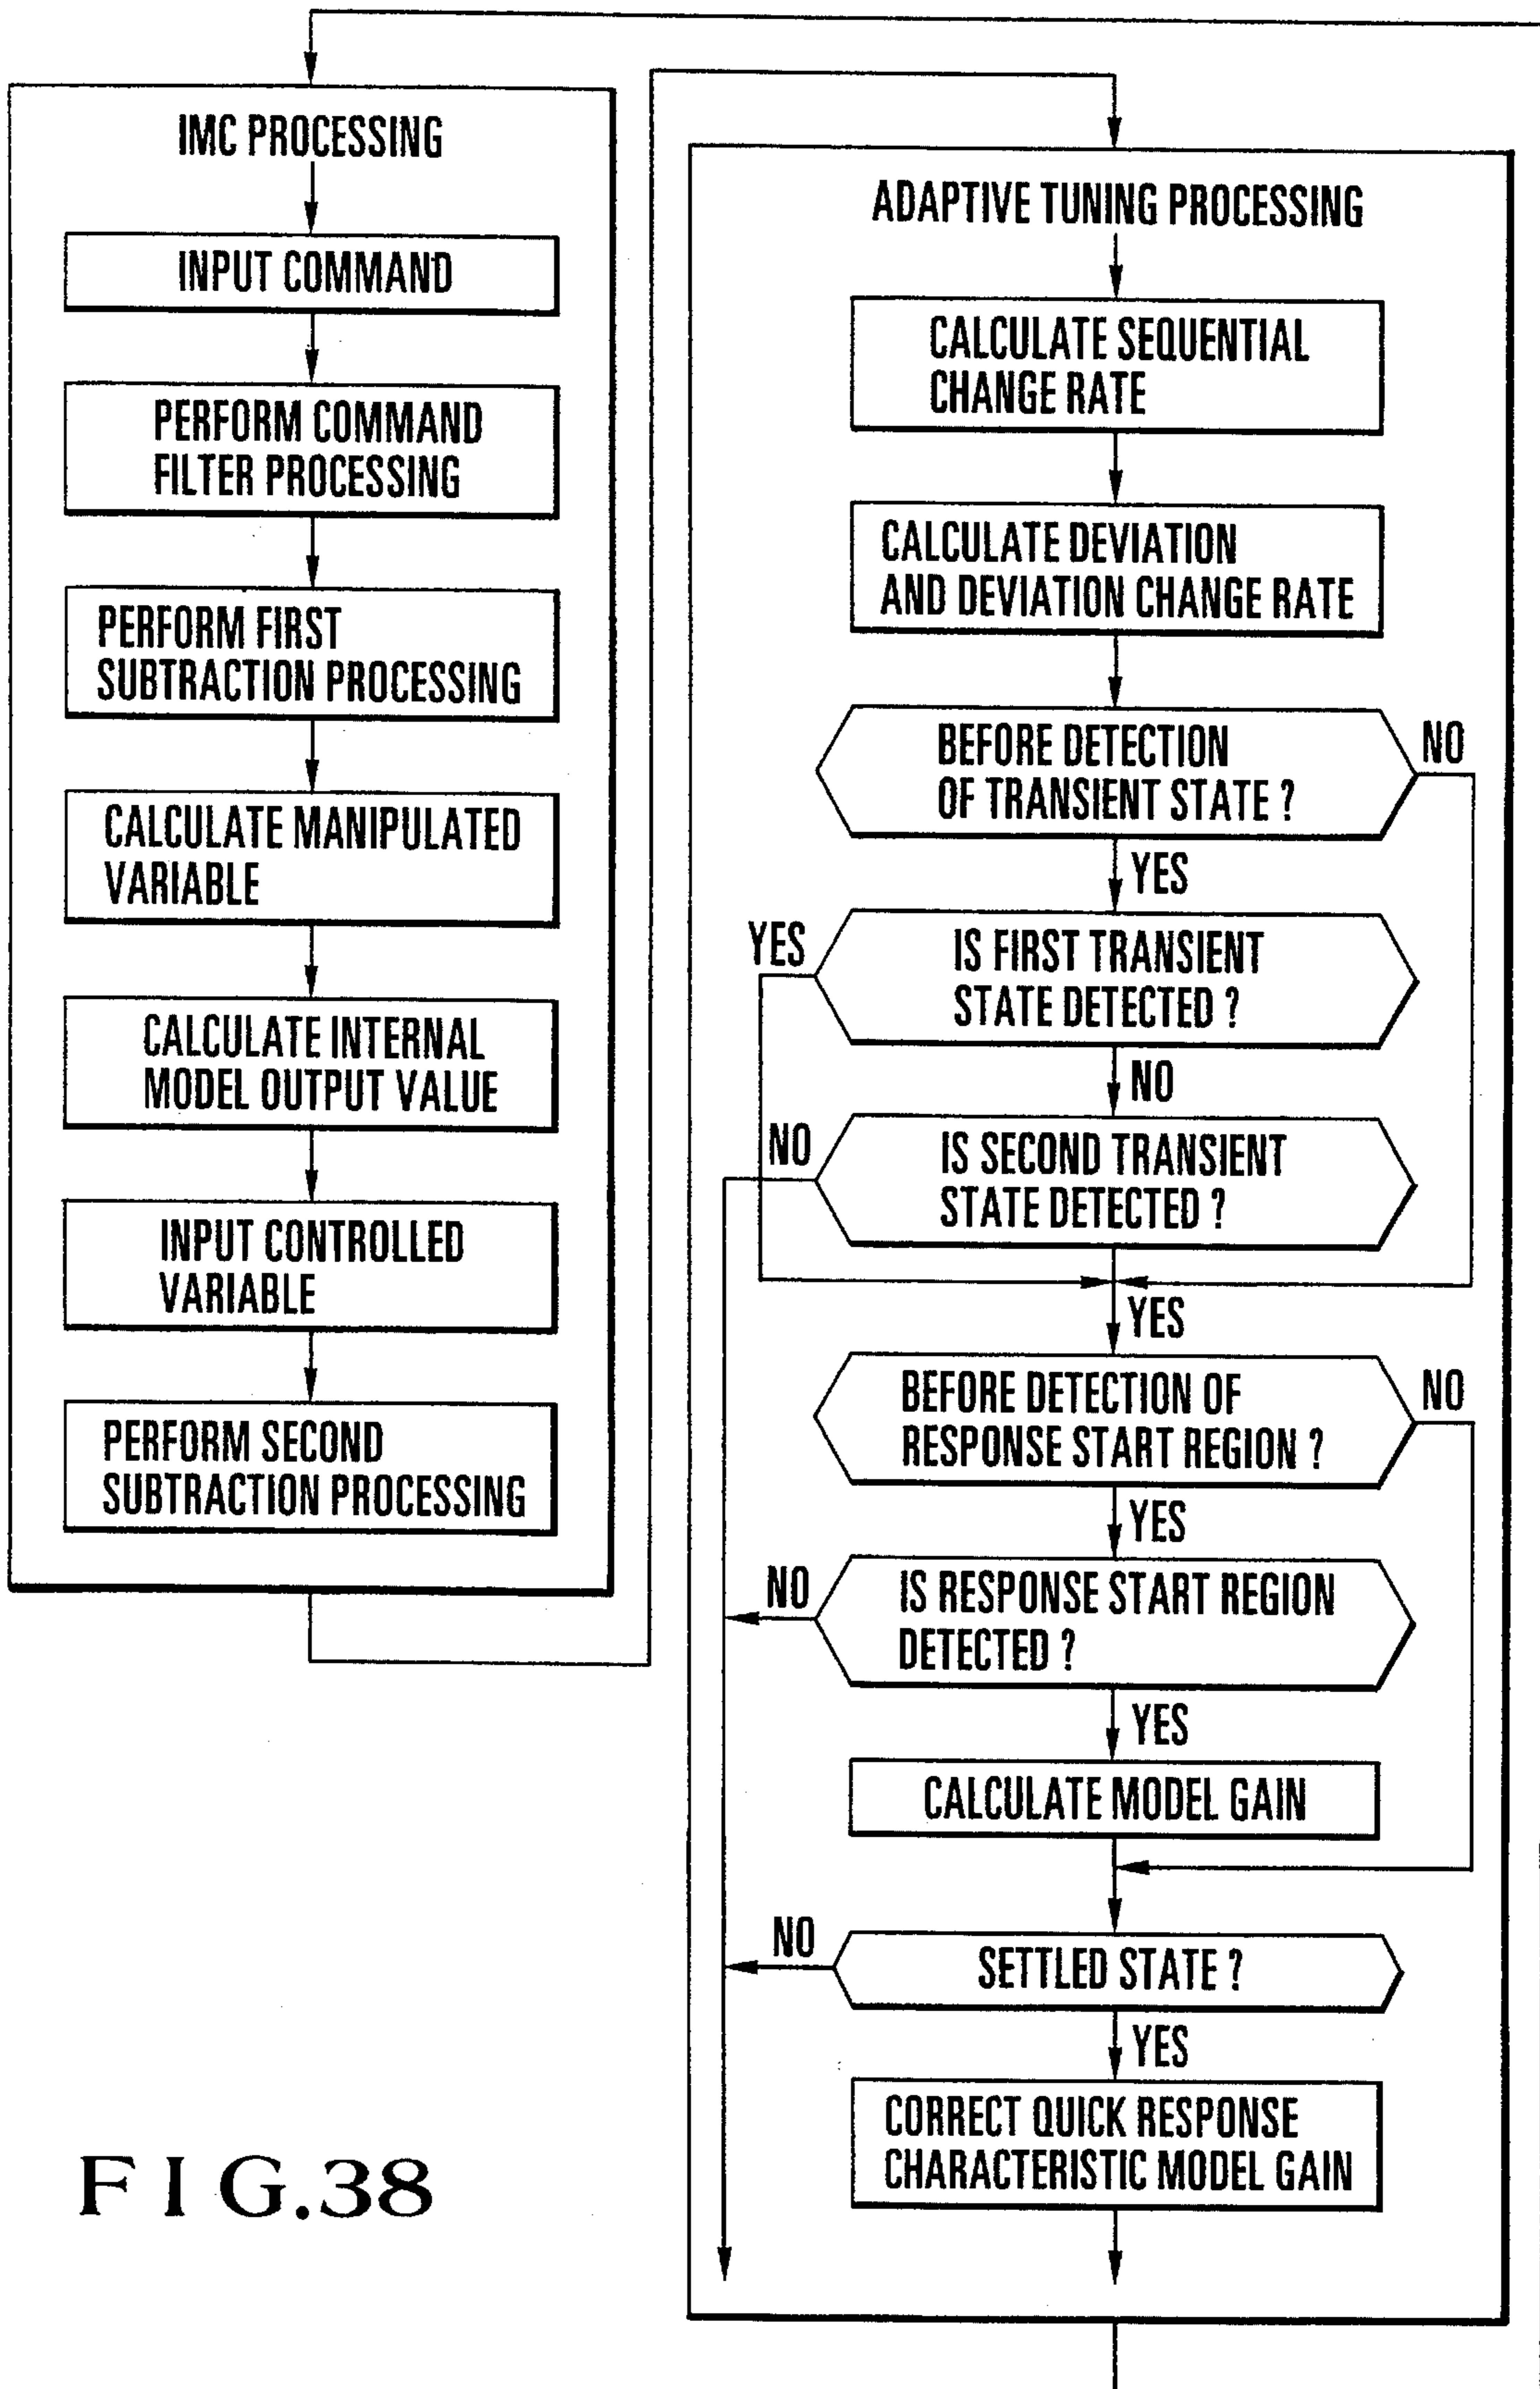 IMC PROCESSING
INPUT COMMAND
PERFORM COMMAND
FILTER PROCESSING
PERFORM FIRST
SUBTRACTION PROCESSING
CALCULATE MANIPULATED
VARIABLE
CALCULATE INTERNAL
MODEL OUTPUT VALUE
INPUT CONTROLLED
VARIABLE
PERFORM SECOND
SUBTRACTION PROCESSING
ADAPTIVE TUNING PROCESSING
CALCULATE SEQUENTIAL
CHANGE RATE
CALCULATE DEVIATION
AND DEVIATION CHANGE RATE
BEFORE DETECTION
OF TRANSIENT STATE ?
NO
YES
IS FIRST TRANSIENT
STATE DETECTED ?
YES
NO
IS SECOND TRANSIENT
STATE DETECTED ?
NO
YES
BEFORE DETECTION OF
RESPONSE START REGION ?
NO
YES
IS RESPONSE START REGION
DETECTED ?
NO
YES
CALCULATE MODEL GAIN
SETTLED STATE ?
NO
YES
CORRECT QUICK RESPONSE
CHARACTERISTIC MODEL GAIN
FIG.38